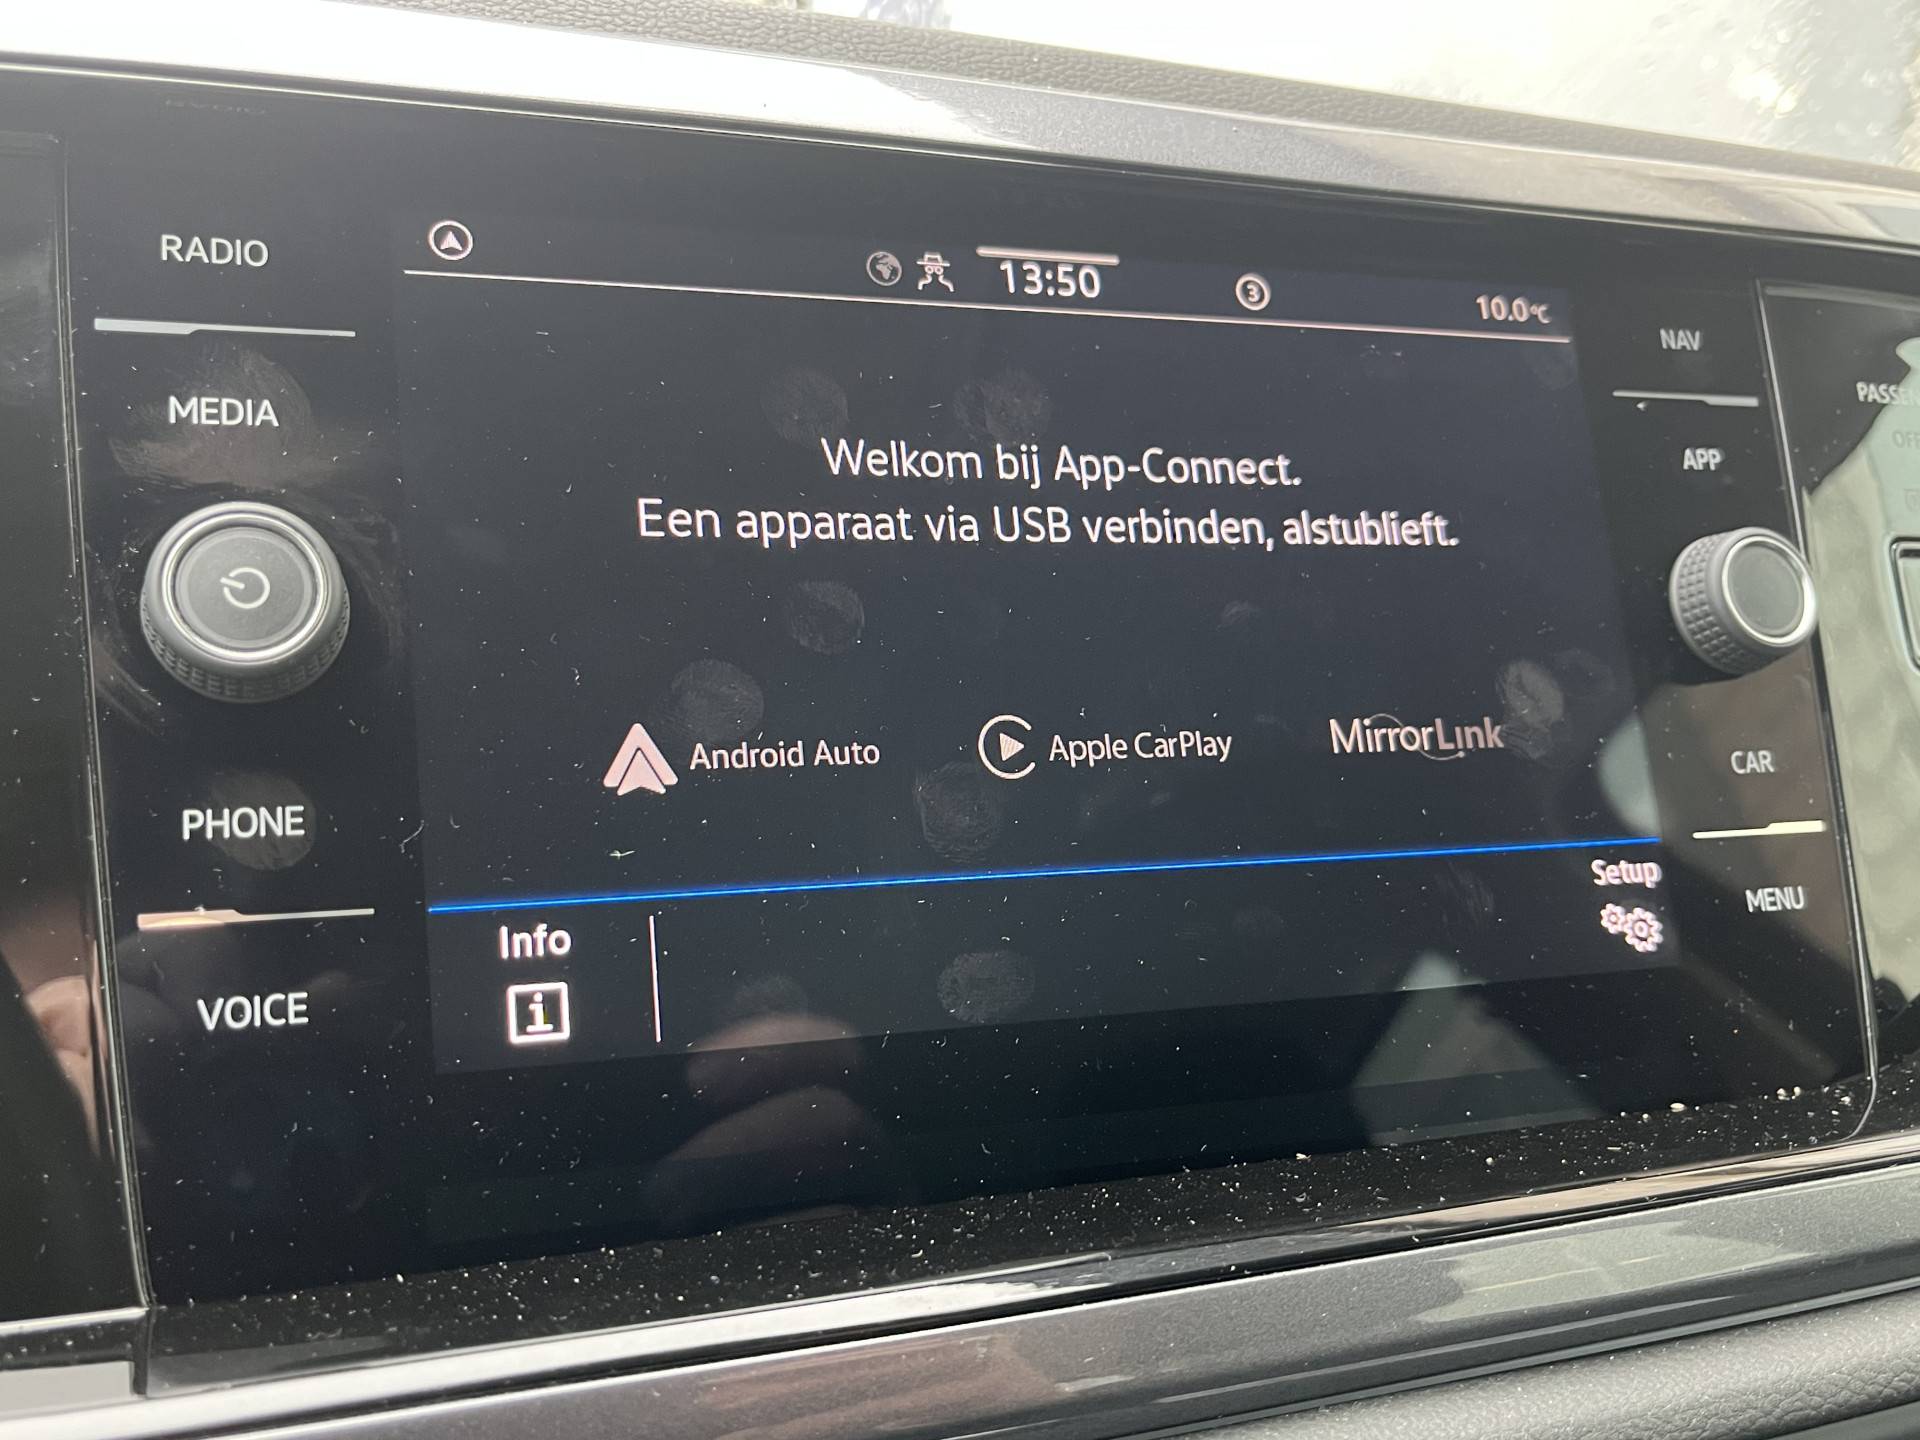 RADIO
MEDIA
PHONE
VOICE
13:50
3
10.0°C
Welkom bij App-Connect.
Een apparaat via USB verbinden, alstublieft.
Android Auto
Apple CarPlay
MirrorLink
Info
i
Setup
NAV
APP
CAR
MENU